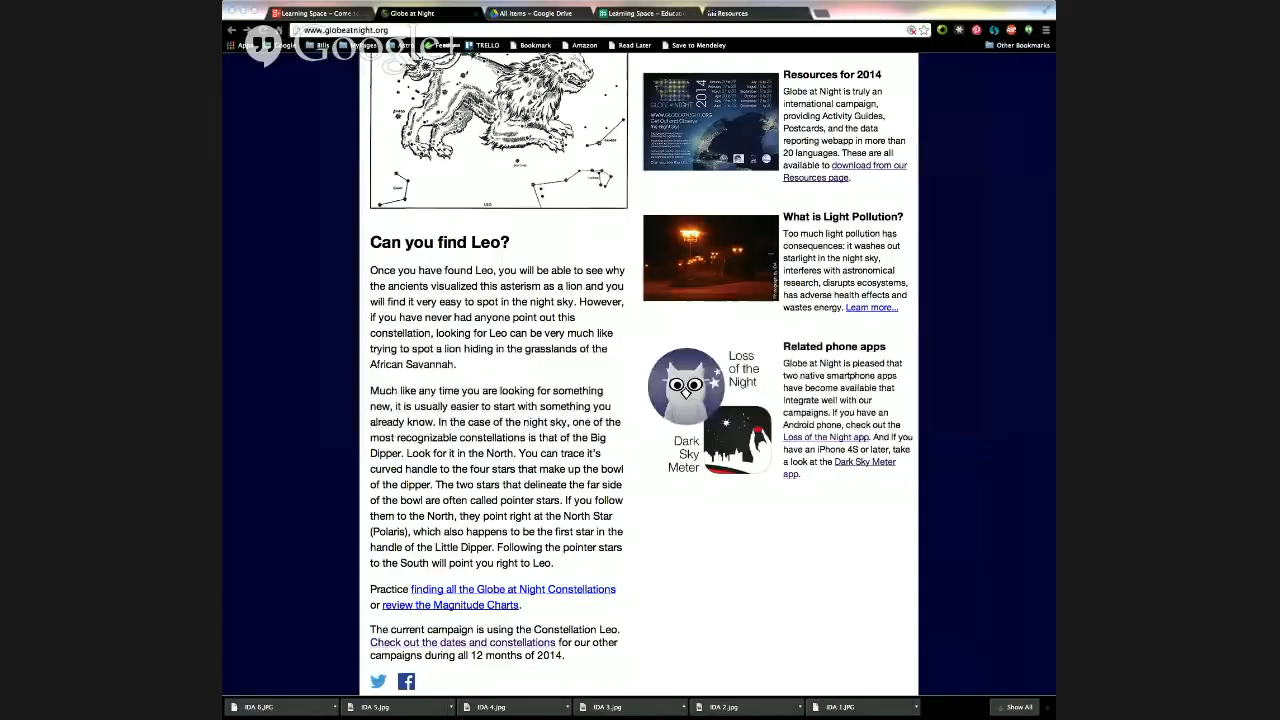 Learning Space – Come to
Globe at Night
All items – Google Drive
Learning Space – Educati
Resources
www.globeatnight.org
Apps
Google
Bills
MyPages
Astro
TRELLO
Bookmark
Amazon
Read Later
Save to Mendeley
Other Bookmarks
LEO
Can you find Leo?
Once you have found Leo, you will be able to see why
the ancients visualized this asterism as a lion and you
will find it very easy to spot in the night sky. However,
if you have never had anyone point out this
constellation, looking for Leo can be very much like
trying to spot a lion hiding in the grasslands of the
African Savannah.
Much like any time you are looking for something
new, it is usually easier to start with something you
already know. In the case of the night sky, one of the
most recognizable constellations is that of the Big
Dipper. Look for it in the North. You can trace it's
curved handle to the four stars that make up the bowl
of the dipper. The two stars that delineate the far side
of the bowl are often called pointer stars. If you follow
them to the North, they point right at the North Star
(Polaris), which also happens to be the first star in the
handle of the Little Dipper. Following the pointer stars
to the South will point you right to Leo.
Practice finding all the Globe at Night Constellations
or review the Magnitude Charts.
The current campaign is using the Constellation Leo.
Check out the dates and constellations for our other
campaigns during all 12 months of 2014.
GLOBE AT NIGHT
2014
WWW.GLOBEATNIGHT.ORG
Resources for 2014
Globe at Night is truly an
international campaign,
providing Activity Guides,
Postcards, and the data
reporting webapp in more than
20 languages. These are all
available to download from our
Resources page.
What is Light Pollution?
Too much light pollution has
consequences: it washes out
starlight in the night sky,
interferes with astronomical
research, disrupts ecosystems,
has adverse health effects and
wastes energy. Learn more...
Loss
of the
Night
Dark
Sky
Meter
Related phone apps
Globe at Night is pleased that
two native smartphone apps
have become available that
integrate well with our
campaigns. If you have an
Android phone, check out the
Loss of the Night app. And if you
have an iPhone 4S or later, take
a look at the Dark Sky Meter
app.
IDA 6.JPG
IDA 5.jpg
IDA 4.jpg
IDA 3.jpg
IDA 2.jpg
IDA 1.JPG
Show All